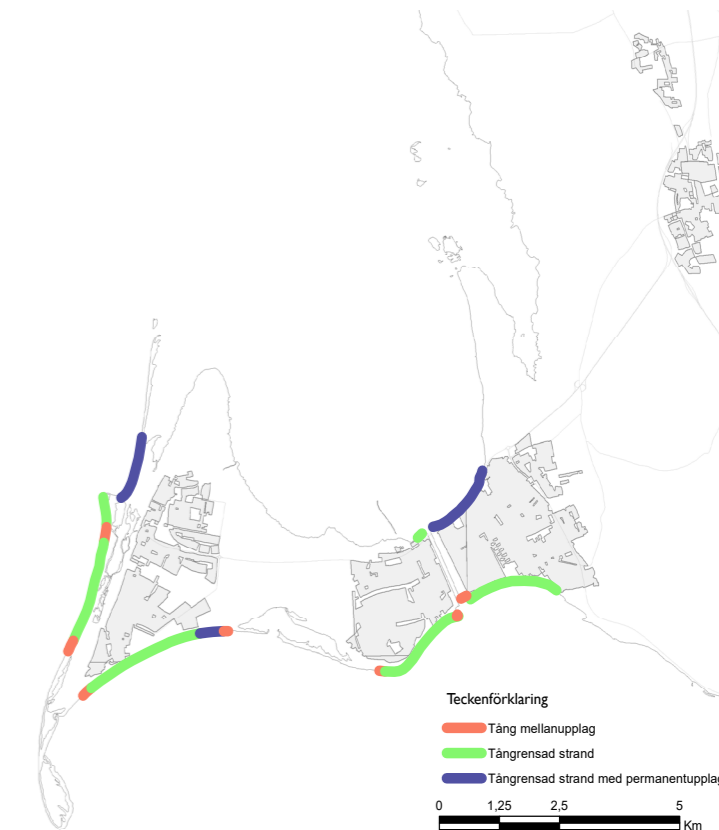 Teckenförklaring
Tång mellanupplag
Tångrensad strand
Tångrensad strand med permanentupplag
0 1,25 2,5 5
Km